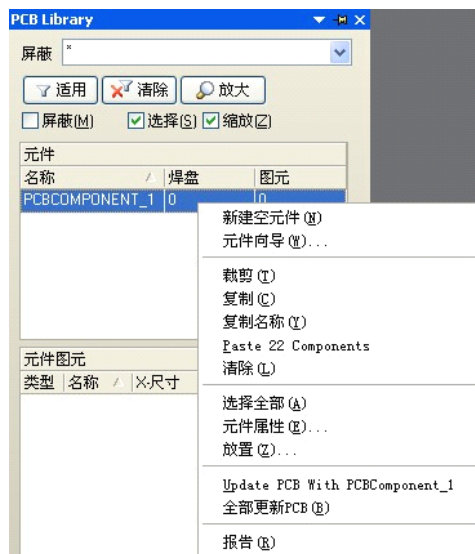 PCB Library
屏蔽 *
适用 清除 放大
屏蔽(M) 选择(S) 缩放(Z)
元件
名称 焊盘 图元
PCBCOMPONENT_1 0 0
新建空元件(N)
元件向导(W)...
裁剪(T)
复制(C)
复制名称(Y)
Paste 22 Components
清除(L)
元件图元
类型 名称 X-尺寸
选择全部(A)
元件属性(E)...
放置(Z)...
Update PCB With PCBComponent_1
全部更新PCB(B)
报告(R)